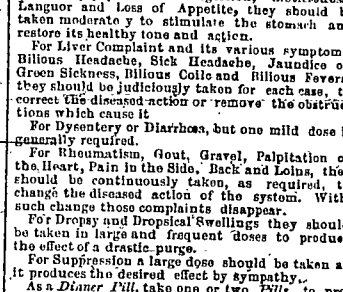 Languor and Loss of Appetite, they should b
taken moderate y to stimulate the stomach an
restore its healthy tone and action.
For Liver Complaint and its various symptom
Bilious Headache, Sick Headache, Jaundice o
Green Sickness, Bilious Colic and Bilious Fever
they should be judiciously taken for each case, t
correct the diseased action or remove the obstruc
tions which cause it
For Dysentery or Diarrhœa, but one mild dose i
generally required.
For Rheumatism, Gout, Gravel, Palpitation o
the Heart, Pain in the Side, Back and Loins, the
should be continuously taken, as required, t
change the diseased action of the system. With
such change those complaints disappear.
For Dropsy and Dropsical Swellings they shoul
be taken in large and frequent doses to produ
the effect of a drastic purge.
For Suppression a large dose should be taken a
it produces the desired effect by sympathy.
As a Dinner Pill, take one or two Pills to pro